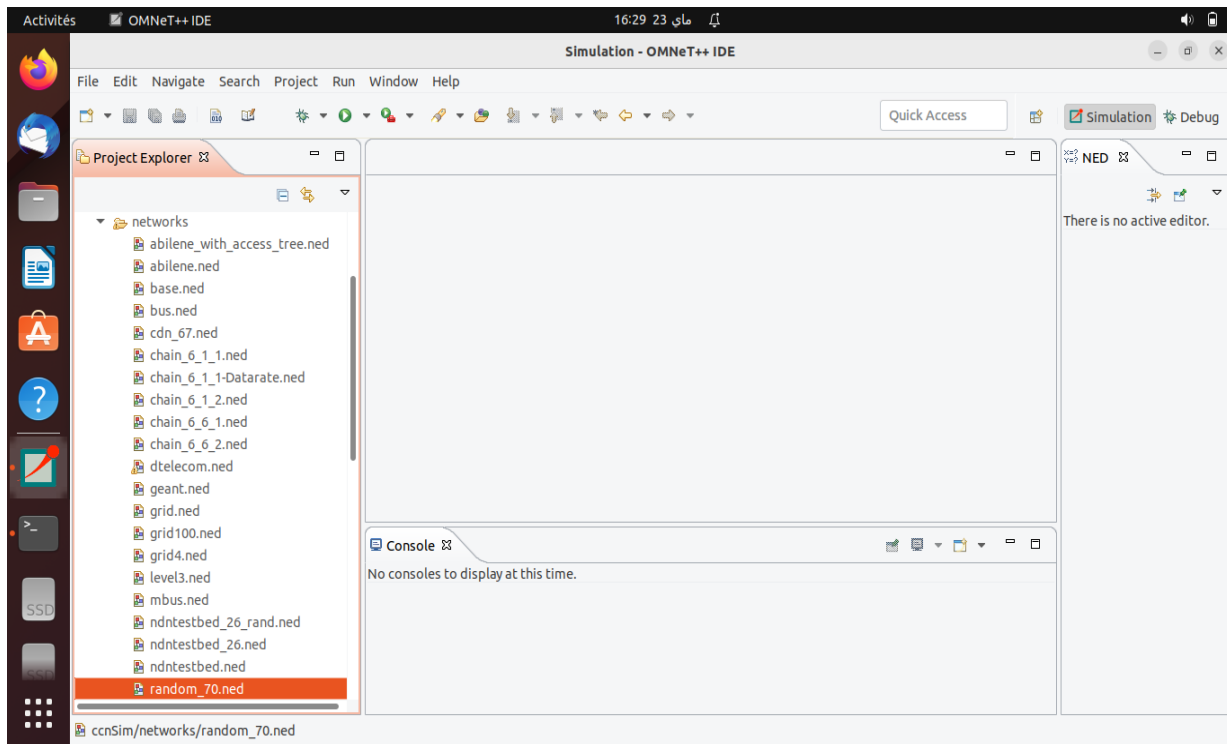 Activités OMNeT++ IDE 16:29 23 ماي
Simulation - OMNeT++ IDE
File Edit Navigate Search Project Run Window Help
Quick Access Simulation Debug
Project Explorer NED
networks
There is no active editor.
abilene_with_access_tree.ned
abilene.ned
base.ned
bus.ned
cdn_67.ned
chain_6_1_1.ned
chain_6_1_1-Datarate.ned
chain_6_1_2.ned
chain_6_6_1.ned
chain_6_6_2.ned
dtelecom.ned
geant.ned
grid.ned
grid100.ned
grid4.ned
level3.ned
mbus.ned
ndntestbed_26_rand.ned
ndntestbed_26.ned
ndntestbed.ned
random_70.ned
Console
No consoles to display at this time.
SSD
SSD
ccnSim/networks/random_70.ned